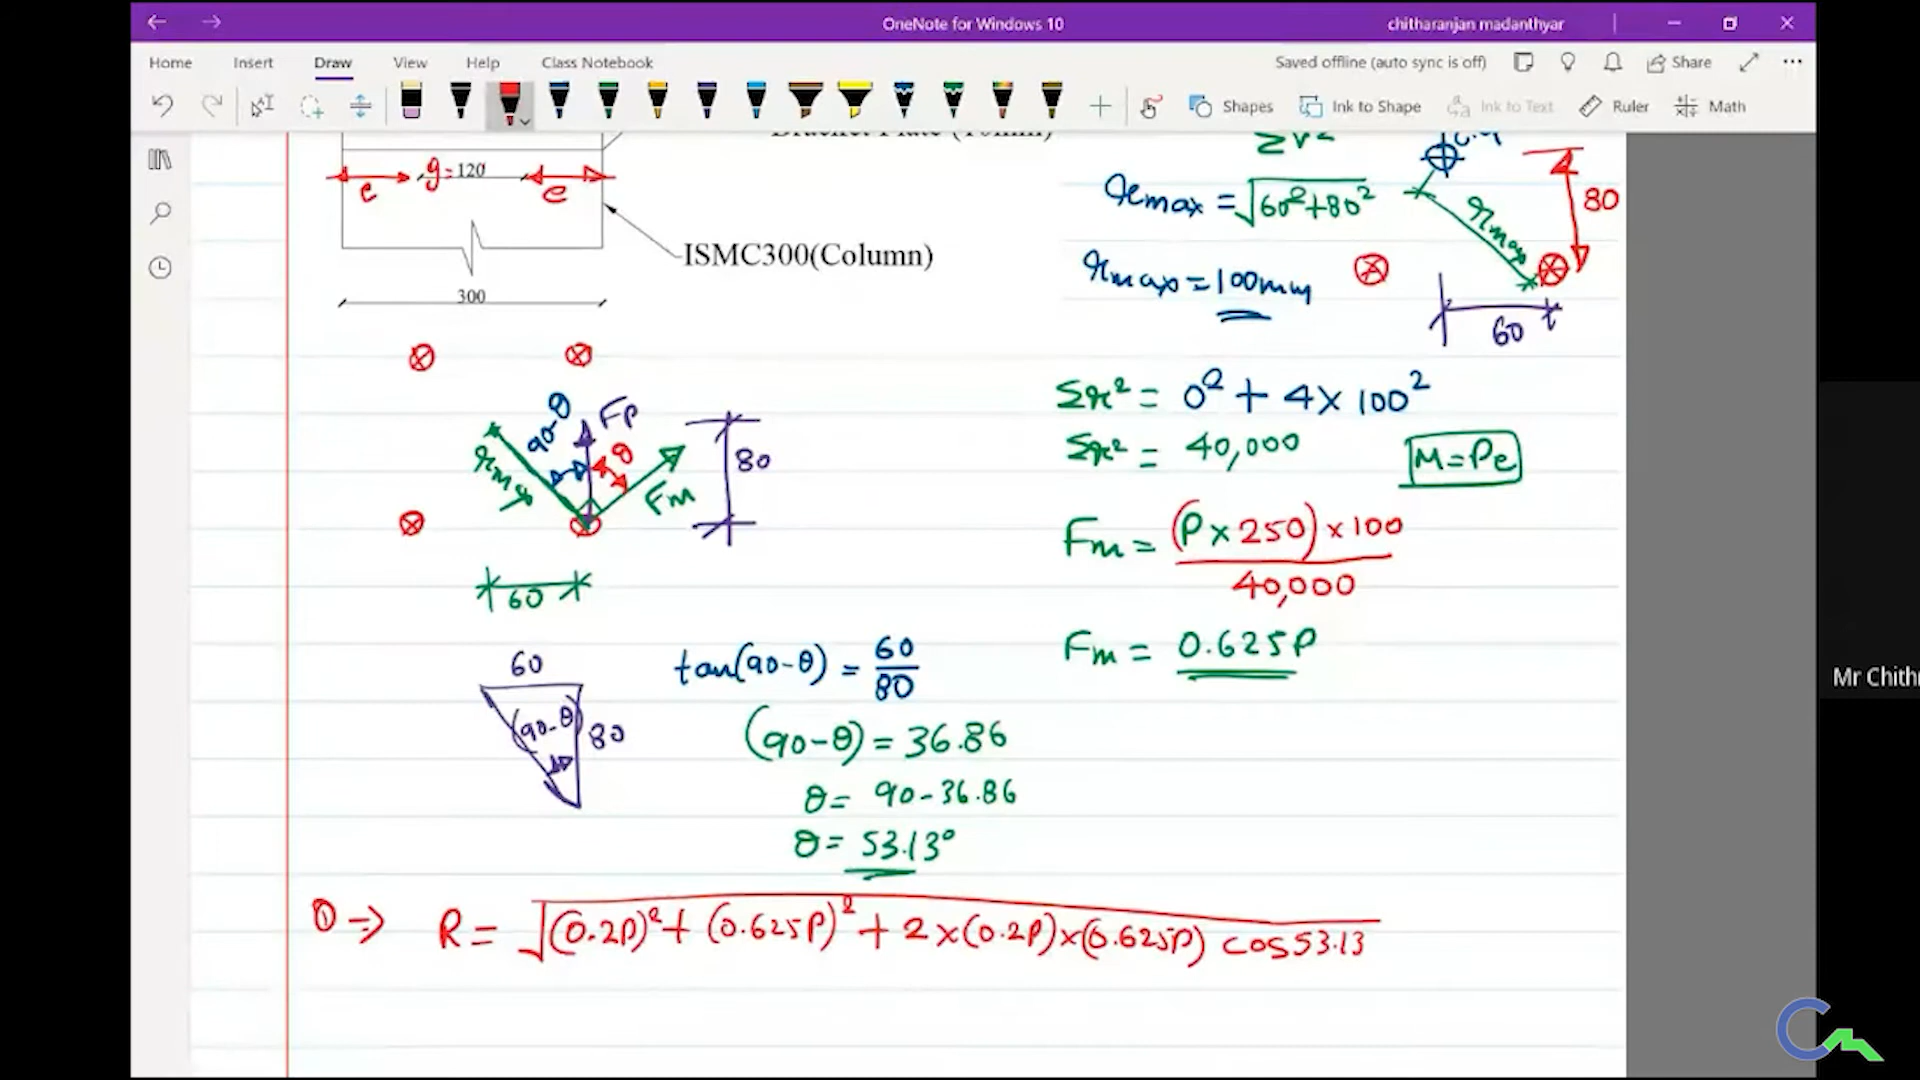 OneNote for Windows 10
chitharanjan madanthyar
Home Insert Draw View Help Class Notebook
Saved offline (auto sync is off) Share
Shapes Ink to Shape Ink to Text Ruler Math
Σr²
e g=120 e
rmax = √60²+80²
rmax
80
ISMC300(Column)
rmax = 100mm
60
300
Σr² = 0² + 4 x 100²
90-θ FP
θ
rmax
Fm
80
Σr² = 40,000
M=Pe
Fm = (P x 250) x 100
40,000
60
Fm = 0.625P
60
(90-θ)
80
tan(90-θ) = 60
80
(90-θ) = 36.86
θ = 90-36.86
θ = 53.13°
① ⇒ R = √(0.2P)² + (0.625P)² + 2 x (0.2P) x (0.625P) cos 53.13
Mr Chithr